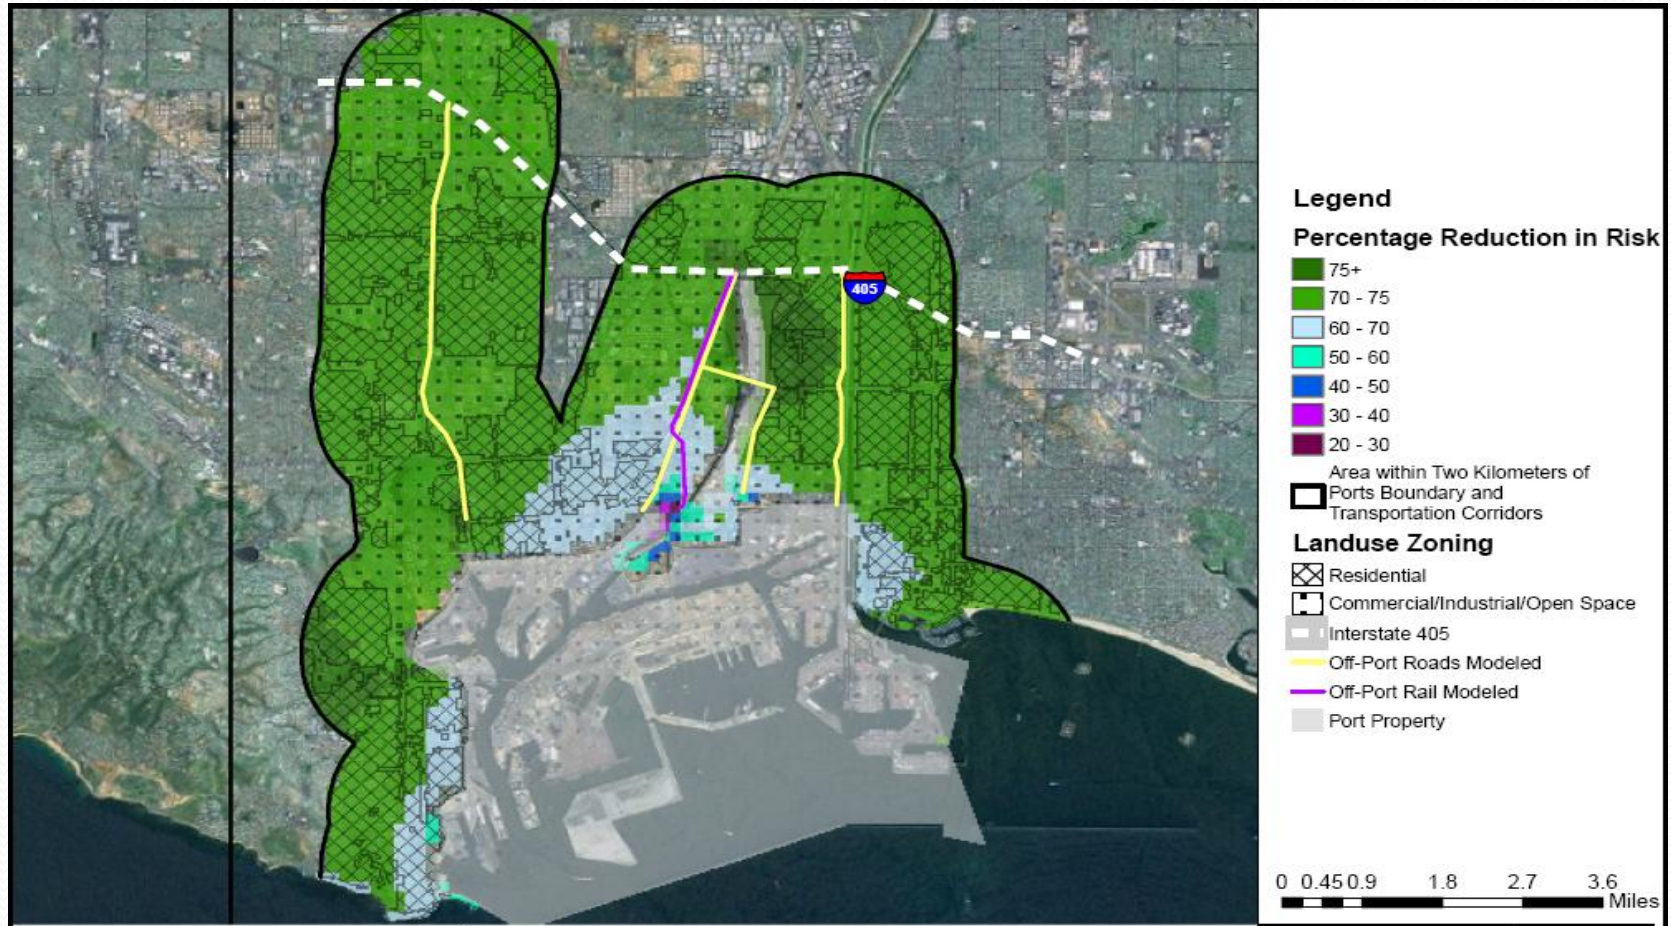 405
Legend
Percentage Reduction in Risk
75+
70 - 75
60 - 70
50 - 60
40 - 50
30 - 40
20 - 30
Area within Two Kilometers of
Ports Boundary and
Transportation Corridors
Landuse Zoning
Residential
Commercial/Industrial/Open Space
Interstate 405
Off-Port Roads Modeled
Off-Port Rail Modeled
Port Property
0 0.45 0.9 1.8 2.7 3.6
Miles